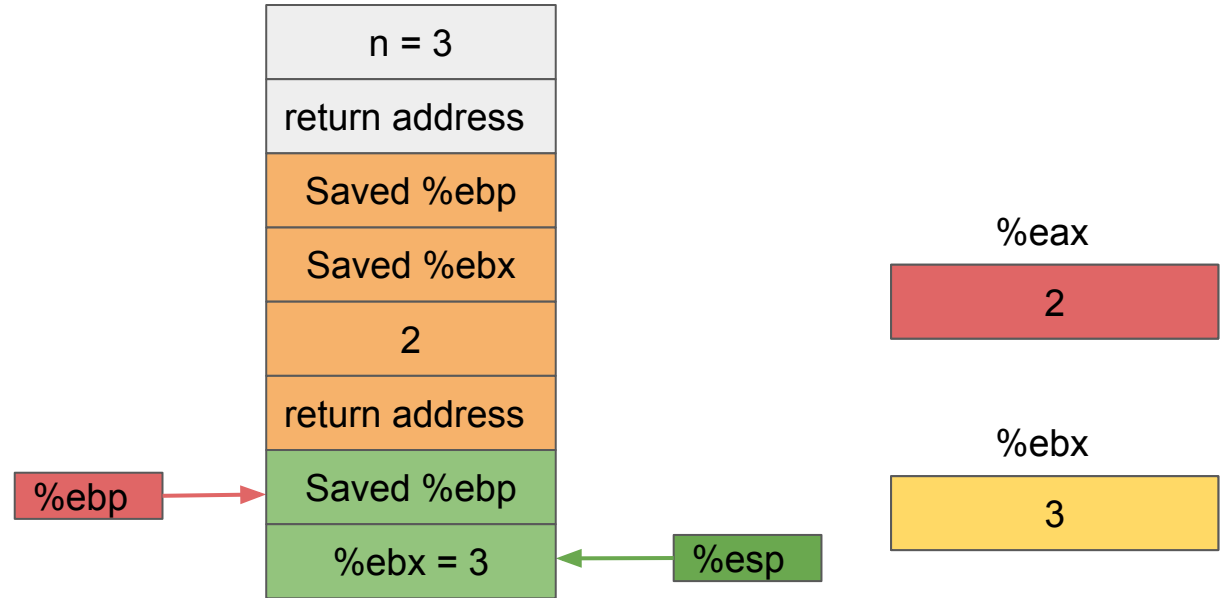 n = 3
return address
Saved %ebp
Saved %ebx
2
return address
Saved %ebp
%ebx = 3
%ebp
%esp
%eax
2
%ebx
3